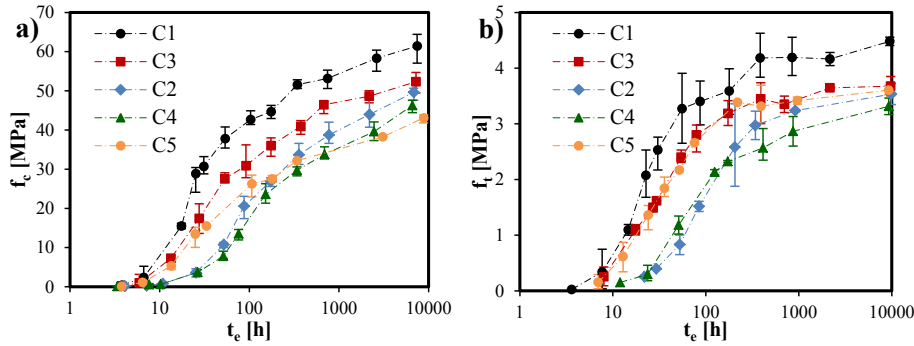 a)
f_c [MPa]
70
60
50
40
30
20
10
0
C1
C3
C2
C4
C5
1 10 100 1000 10000
t_e [h]
b)
f_t [MPa]
5
4
3
2
1
0
C1
C3
C2
C4
C5
1 10 100 1000 10000
t_e [h]